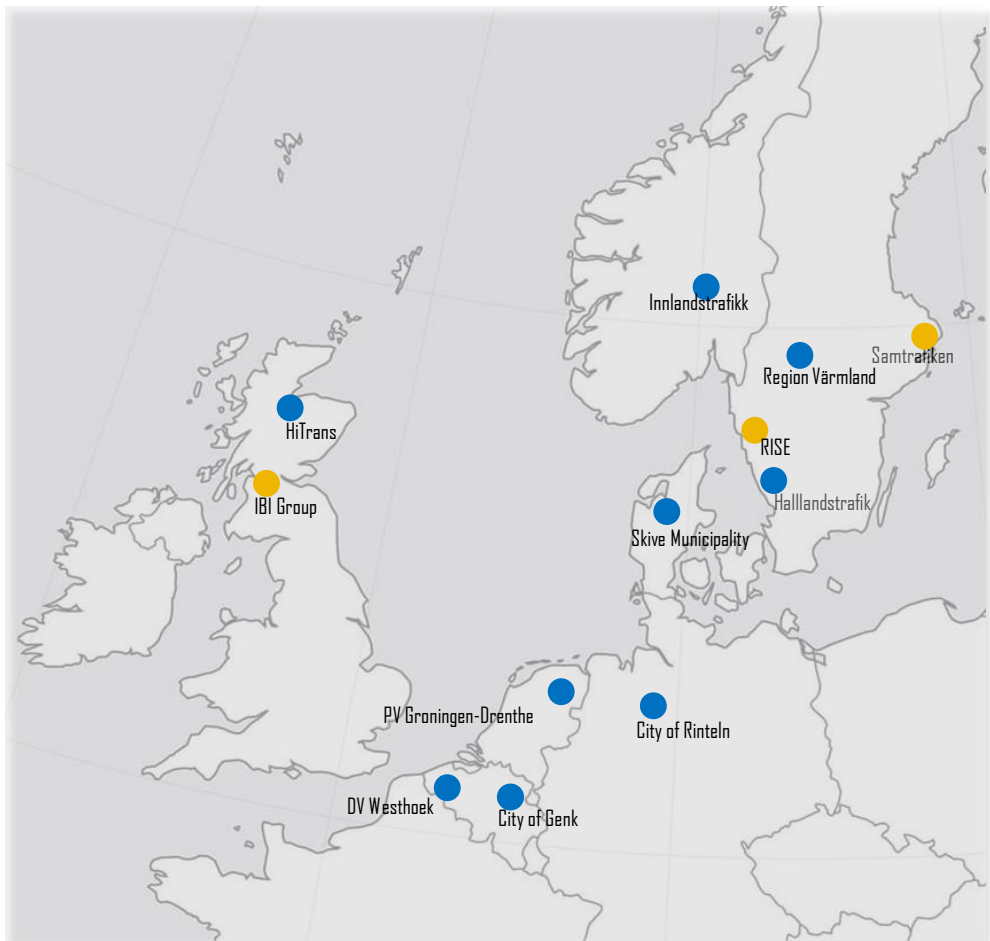 Innlandstrafikk
Samtratiken
Region Värmland
HiTrans
RISE
IBI Group
Halllandstrafik
Skive Municipality
PV Groningen-Drenthe
City of Rinteln
DV Westhoek
City of Genk